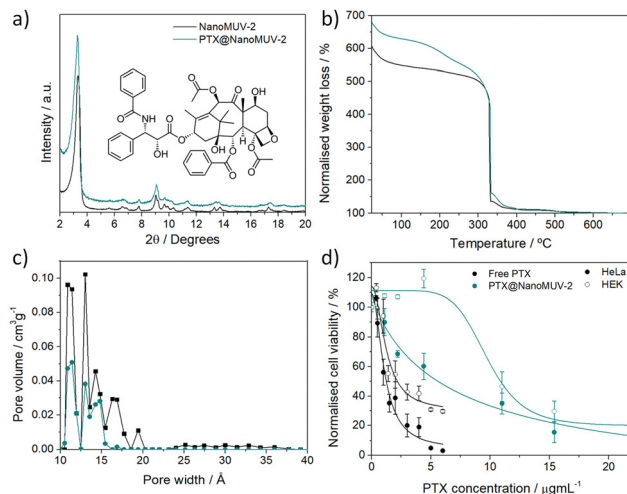 a)
NanoMUV-2
PTX@NanoMUV-2
Intensity / a.u.
O
NH
O
OH
O
O
O
O
OH
H
O
OH
O
O
O
O
O
2
4
6
8
10
12
14
16
18
20
2θ / Degrees
b)
Normalised weight loss / %
700
600
500
400
300
200
100
100
200
300
400
500
600
Temperature / ºC
c)
Pore volume / cm³g⁻¹
0.10
0.08
0.06
0.04
0.02
0.00
10
15
20
25
30
35
40
Pore width / Å
d)
Normalised cell viability / %
120
100
80
60
40
20
0
Free PTX
PTX@NanoMUV-2
HeLa
HEK
0
5
10
15
20
PTX concentration / µgmL⁻¹